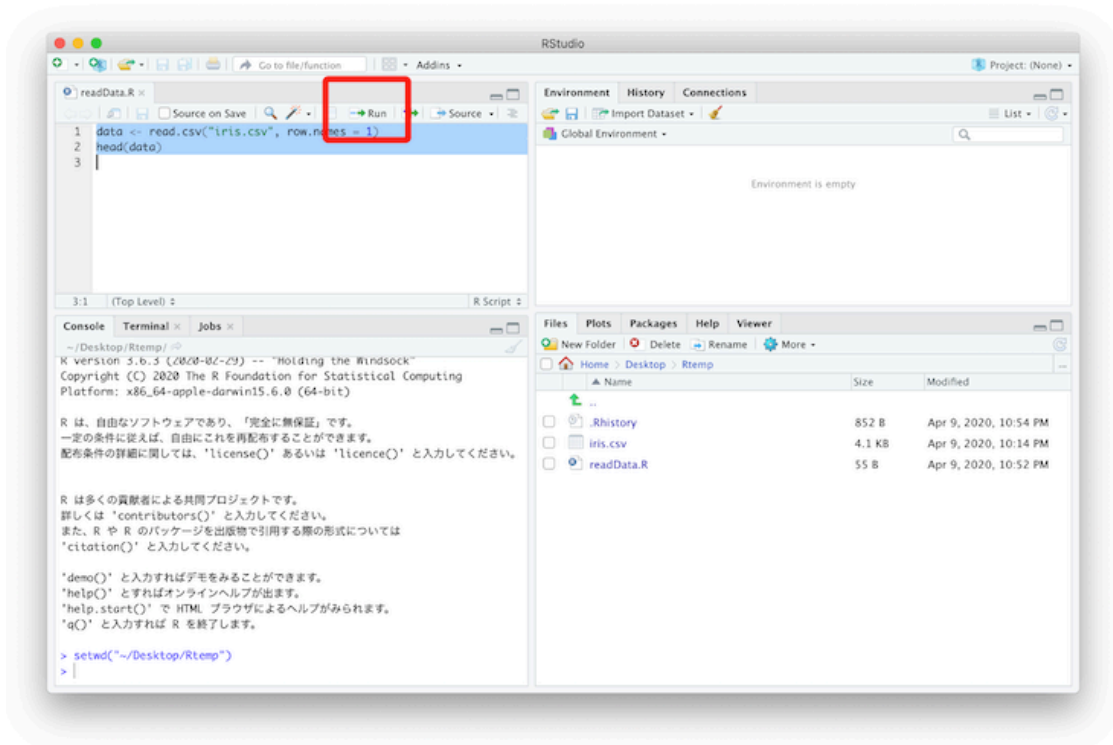 RStudio
Go to file/function
Addins
Project: (None)
readData.R
Source on Save
Run
Source
1 data <- read.csv("iris.csv", row.names = 1)
2 head(data)
3
3:1 (Top Level)
R Script
Console Terminal Jobs
~/Desktop/Rtemp/
R version 3.6.3 (2020-02-29) -- "Holding the Windsock"
Copyright (C) 2020 The R Foundation for Statistical Computing
Platform: x86_64-apple-darwin15.6.0 (64-bit)
R は、自由なソフトウェアであり、「完全に無保証」です。
一定の条件に従えば、自由にこれを再配布することができます。
配布条件の詳細に関しては、'license()' あるいは 'licence()' と入力してください。
R は多くの貢献者による共同プロジェクトです。
詳しくは 'contributors()' と入力してください。
また、R や R のパッケージを出版物で引用する際の形式については
'citation()' と入力してください。
'demo()' と入力すればデモをみることができます。
'help()' とすればオンラインヘルプが出ます。
'help.start()' で HTML ブラウザによるヘルプがみられます。
'q()' と入力すれば R を終了します。
> setwd("~/Desktop/Rtemp")
>
Environment History Connections
Import Dataset
List
Global Environment
Environment is empty
Files Plots Packages Help Viewer
New Folder Delete Rename More
Home > Desktop > Rtemp
Name Size Modified
..
.Rhistory 852 B Apr 9, 2020, 10:54 PM
iris.csv 4.1 KB Apr 9, 2020, 10:14 PM
readData.R 55 B Apr 9, 2020, 10:52 PM